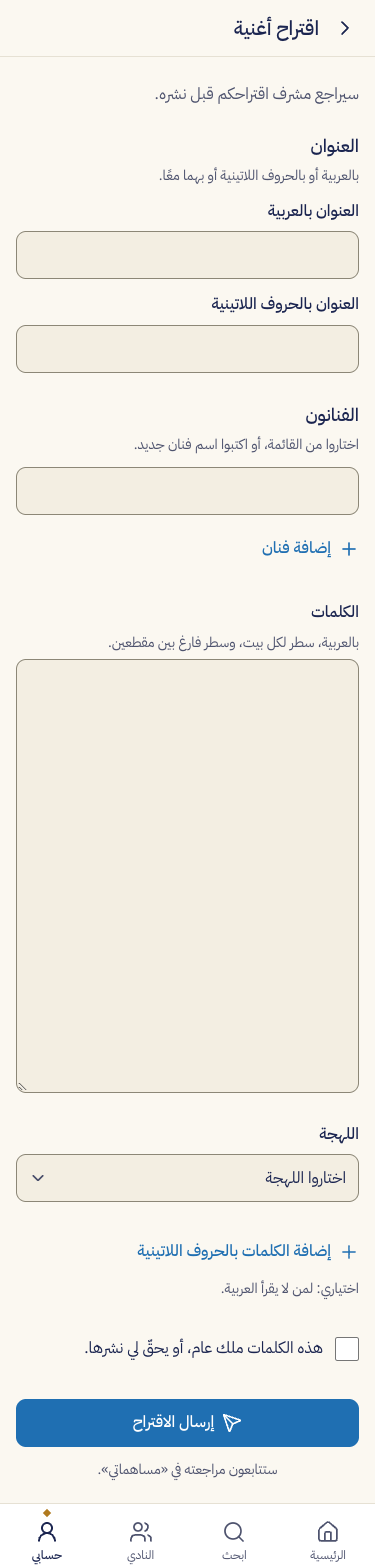 اقتراح أغنية
سيراجع مشرف اقتراحكم قبل نشره.
العنوان
بالعربية أو بالحروف اللاتينية أو بهما معًا.
العنوان بالعربية
العنوان بالحروف اللاتينية
الفنانون
اختاروا من القائمة، أو اكتبوا اسم فنان جديد.
إضافة فنان
الكلمات
بالعربية، سطر لكل بيت، وسطر فارغ بين مقطعين.
اللهجة
اختاروا اللهجة
إضافة الكلمات بالحروف اللاتينية
اختياري: لمن لا يقرأ العربية.
هذه الكلمات ملك عام، أو يحقّ لي نشرها.
إرسال الاقتراح
ستتابعون مراجعته في «مساهماتي».
الرئيسية
ابحث
النادي
حسابي